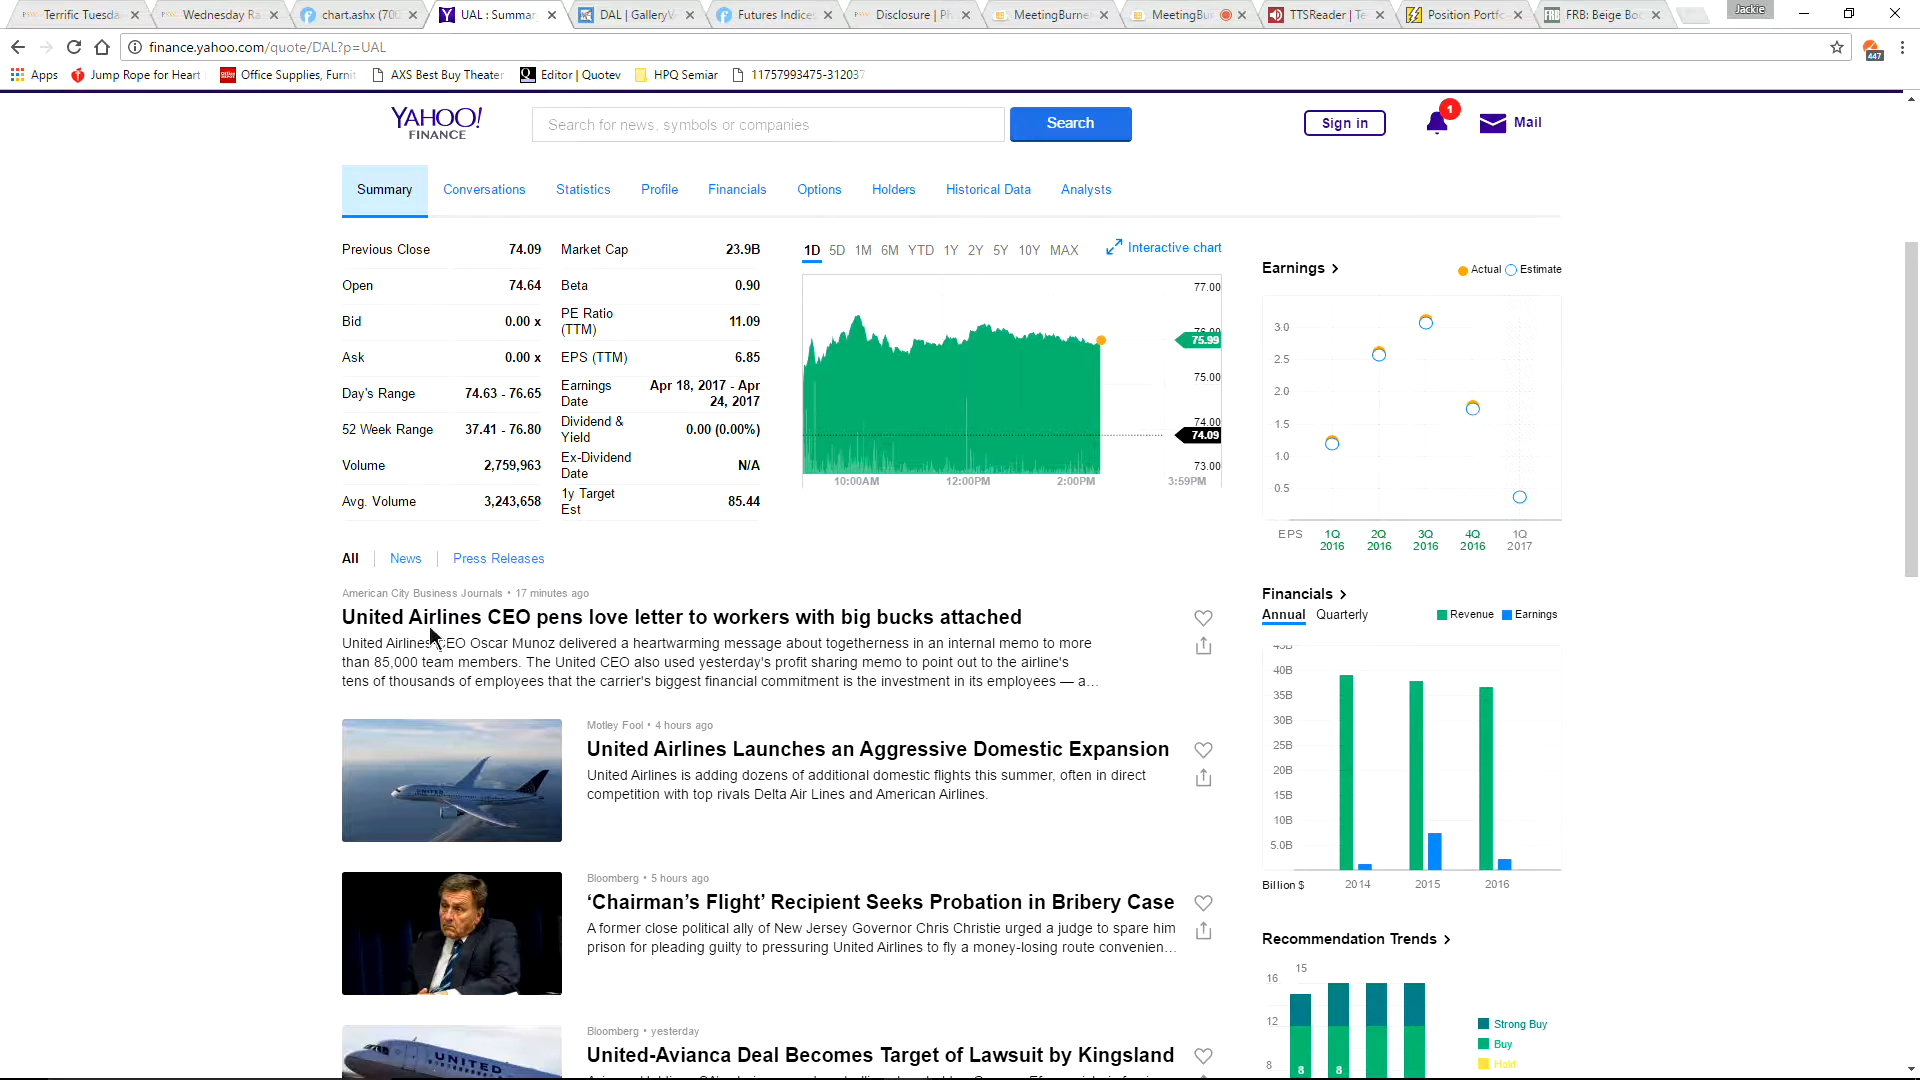 Terrific Tuesda
Wednesday Ra
chart.ashx (700
UAL : Summar
DAL | GalleryV
Futures Indice
Disclosure | Ph
MeetingBurne
MeetingBu
TTSReader | Te
Position Portfo
FRB: Beige Boo
Jackie
finance.yahoo.com/quote/DAL?p=UAL
447
Apps
Jump Rope for Heart
Office Supplies, Furnit
AXS Best Buy Theater
Editor | Quotev
HPQ Semiar
11757993475-312037
YAHOO!
FINANCE
Search for news, symbols or companies
Search
Sign in
1
Mail
Summary
Conversations
Statistics
Profile
Financials
Options
Holders
Historical Data
Analysts
Previous Close 74.09
Open 74.64
Bid 0.00 x
Ask 0.00 x
Day's Range 74.63 - 76.65
52 Week Range 37.41 - 76.80
Volume 2,759,963
Avg. Volume 3,243,658
Market Cap 23.9B
Beta 0.90
PE Ratio
(TTM) 11.09
EPS (TTM) 6.85
Earnings
Date
Apr 18, 2017 - Apr
24, 2017
Dividend &
Yield 0.00 (0.00%)
Ex-Dividend
Date N/A
1y Target
Est 85.44
1D 5D 1M 6M YTD 1Y 2Y 5Y 10Y MAX
Interactive chart
77.00
76.00
75.99
75.00
74.00
74.09
73.00
10:00AM 12:00PM 2:00PM 3:59PM
Earnings
Actual Estimate
3.0
2.5
2.0
1.5
1.0
0.5
EPS 1Q 2Q 3Q 4Q 1Q
2016 2016 2016 2016 2017
All
News
Press Releases
American City Business Journals • 17 minutes ago
United Airlines CEO pens love letter to workers with big bucks attached
United Airlines CEO Oscar Munoz delivered a heartwarming message about togetherness in an internal memo to more
than 85,000 team members. The United CEO also used yesterday's profit sharing memo to point out to the airline's
tens of thousands of employees that the carrier's biggest financial commitment is the investment in its employees — a...
Motley Fool • 4 hours ago
United Airlines Launches an Aggressive Domestic Expansion
United Airlines is adding dozens of additional domestic flights this summer, often in direct
competition with top rivals Delta Air Lines and American Airlines.
UNITED
Bloomberg • 5 hours ago
‘Chairman’s Flight’ Recipient Seeks Probation in Bribery Case
A former close political ally of New Jersey Governor Chris Christie urged a judge to spare him
prison for pleading guilty to pressuring United Airlines to fly a money-losing route convenien...
Bloomberg • yesterday
United-Avianca Deal Becomes Target of Lawsuit by Kingsland
UNITED
Financials
Annual Quarterly
Revenue Earnings
45B
40B
35B
30B
25B
20B
15B
10B
5.0B
Billion $ 2014 2015 2016
Recommendation Trends
15
16
12
8
8 8
Strong Buy
Buy
Hold